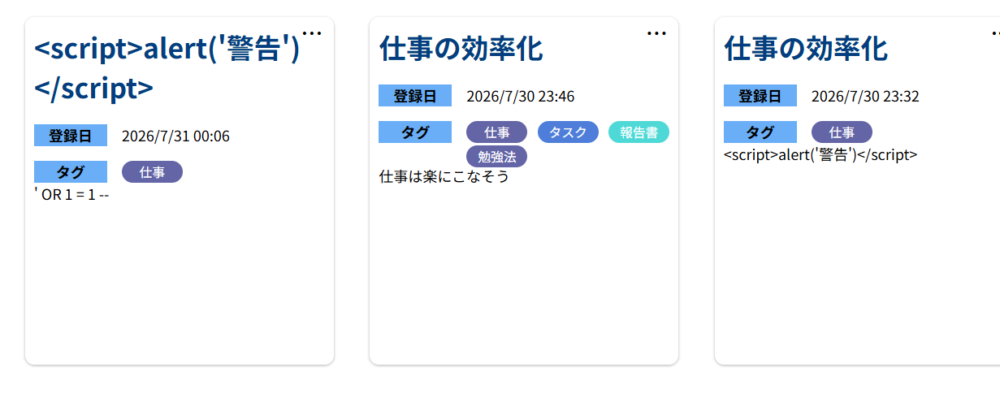 <script>alert('警告')
</script>
登録日 2026/7/31 00:06
タグ 仕事
' OR 1 = 1 --
仕事の効率化
登録日 2026/7/30 23:46
タグ 仕事 タスク 報告書
勉強法
仕事は楽にこなそう
仕事の効率化
登録日 2026/7/30 23:32
タグ 仕事
<script>alert('警告')</script>